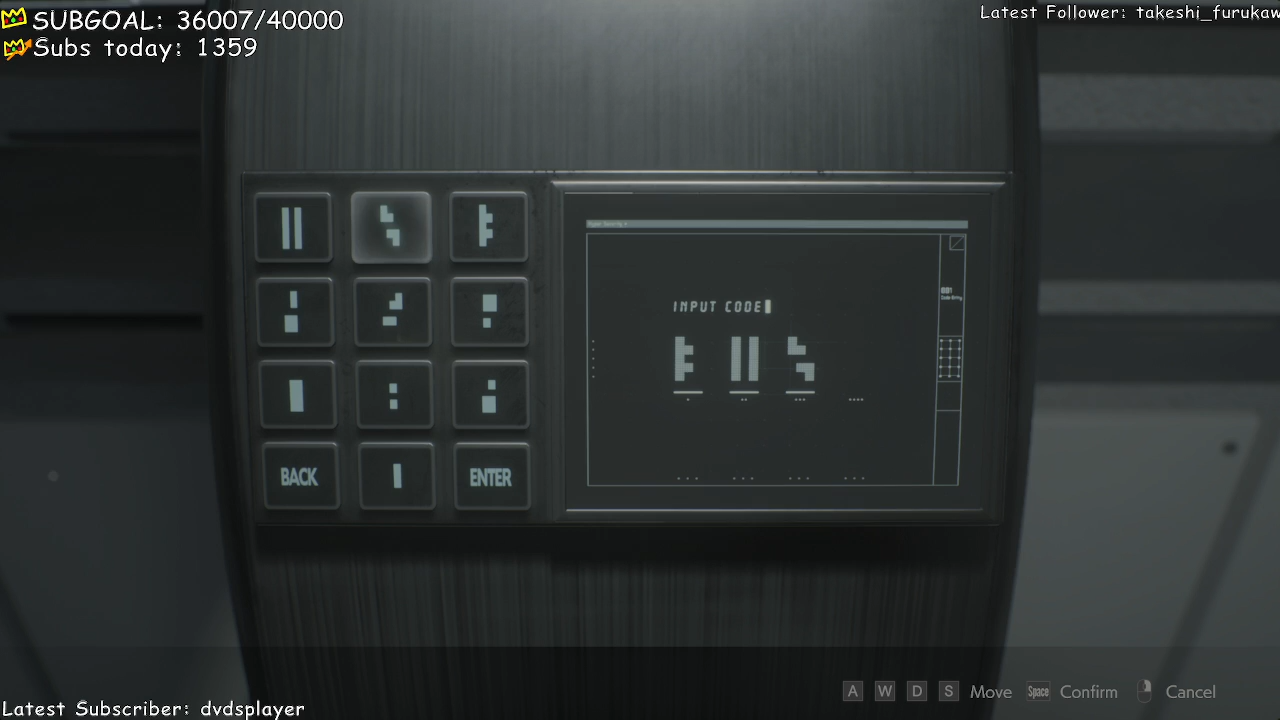 SUBGOAL: 36007/40000
Subs today: 1359
Latest Follower: takeshi_furukaw
INPUT CODE
BACK
ENTER
A W D S Move Space Confirm Cancel
Latest Subscriber: dvdsplayer